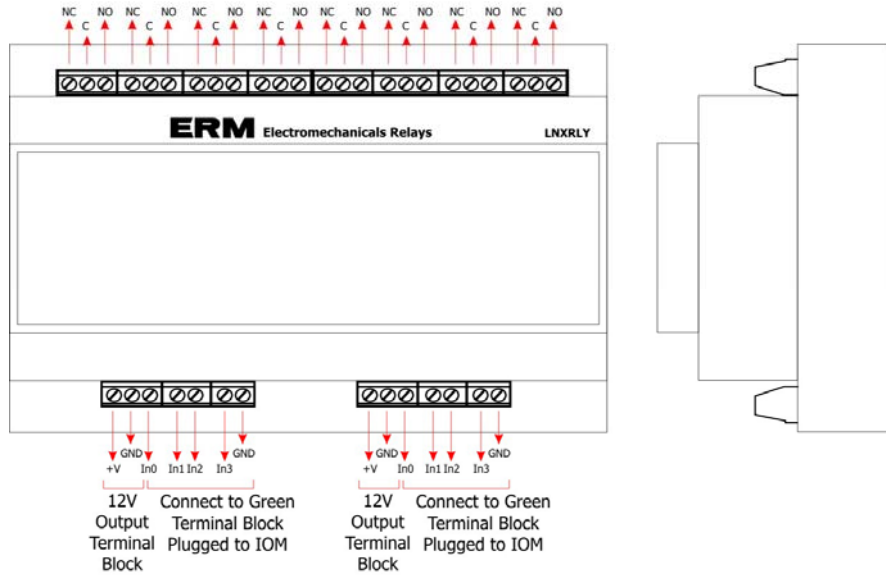 NC C NO NC C NO NC C NO NC C NO NC C NO NC C NO NC C NO NC C NO
ERM Electromechanicals Relays LNXRLY
+V GND In0 In1 In2 In3 GND
12V
Output
Terminal
Block
Connect to Green
Terminal Block
Plugged to IOM
+V GND In0 In1 In2 In3 GND
12V
Output
Terminal
Block
Connect to Green
Terminal Block
Plugged to IOM